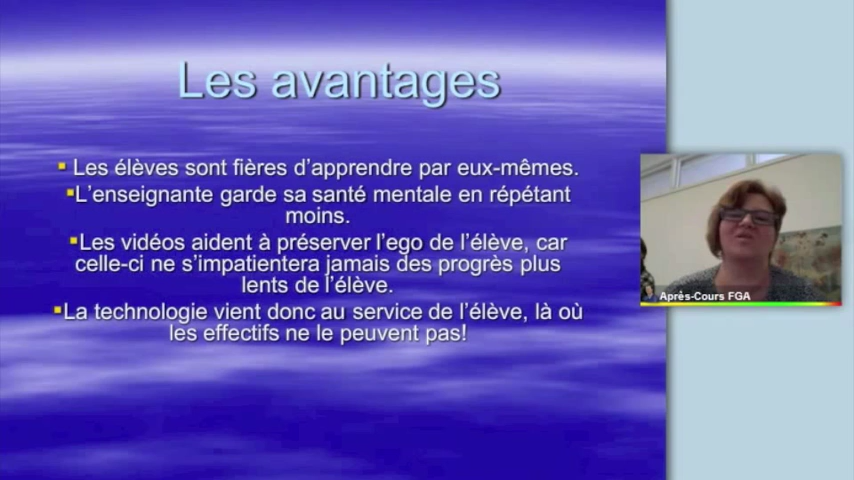 Les avantages
▪ Les élèves sont fières d'apprendre par eux-mêmes.
▪L'enseignante garde sa santé mentale en répétant
moins.
▪Les vidéos aident à préserver l'ego de l'élève, car
celle-ci ne s'impatientera jamais des progrès plus
lents de l'élève.
▪La technologie vient donc au service de l'élève, là où
les effectifs ne le peuvent pas!
Après-Cours FGA